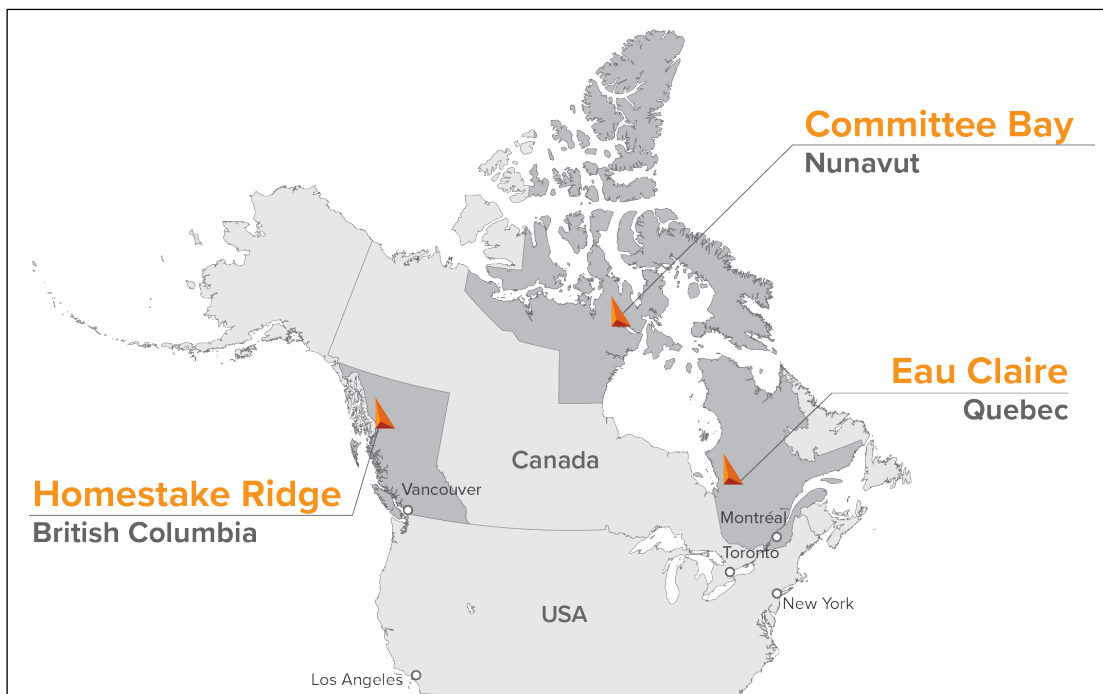 Committee Bay
Nunavut
Eau Claire
Quebec
Canada
Homestake Ridge
British Columbia
Vancouver
Montréal
Toronto
USA
New York
Los Angeles